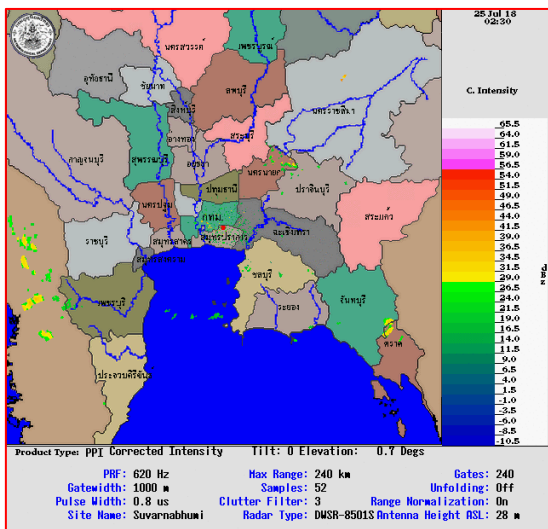 25 Jul 18
02:30
C. Intensity
นครสวรรค์
เพชรบูรณ์
อุทัยธานี
ชัยนาท
ลพบุรี
นครราชสีมา
สิงห์บุรี
สระบุรี
อ่างทอง
กาญจนบุรี
สุพรรณบุรี
อยุธยา
นครนายก
ปราจีนบุรี
ปทุมธานี
นครปฐม
กทม.
สระแก้ว
ฉะเชิงเทรา
ราชบุรี
สมุทรสาคร
สมุทรปราการ
ชลบุรี
เพชรบุรี
ระยอง
จันทบุรี
ตราด
ประจวบคีรีขันธ์
65.5
64.0
61.5
59.0
56.5
54.0
51.5
49.0
46.5
44.0
41.5
39.0
36.5
34.0
31.5
29.0
26.5
24.0
21.5
19.0
16.5
14.0
11.5
9.0
6.5
4.0
1.5
-1.0
-3.5
-5.5
-8.0
-10.5
Product Type: PPI Corrected Intensity Tilt: 0 Elevation: 0.7 Degs
PRF: 620 Hz Max Range: 240 km Gates: 240
Gatewidth: 1000 m Samples: 52 Unfolding: Off
Pulse Width: 0.8 us Clutter Filter: 3 Range Normalization: On
Site Name: Suvarnabhumi Radar Type: DWSR-8501S Antenna Height ASL: 28 m